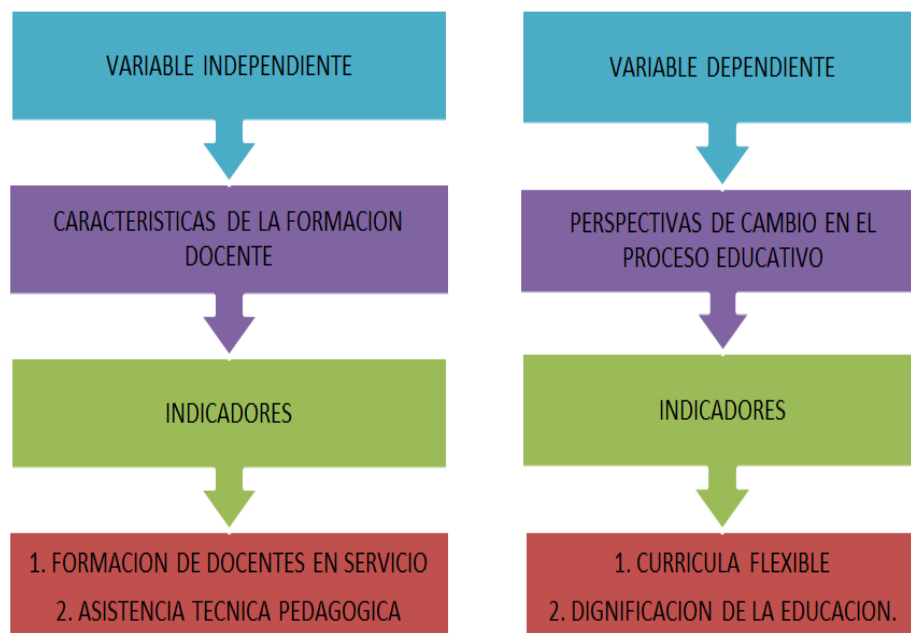 VARIABLE INDEPENDIENTE
CARACTERISTICAS DE LA FORMACION
DOCENTE
INDICADORES
1. FORMACION DE DOCENTES EN SERVICIO
2. ASISTENCIA TECNICA PEDAGOGICA
VARIABLE DEPENDIENTE
PERSPECTIVAS DE CAMBIO EN EL
PROCESO EDUCATIVO
INDICADORES
1. CURRICULA FLEXIBLE
2. DIGNIFICACION DE LA EDUCACION.